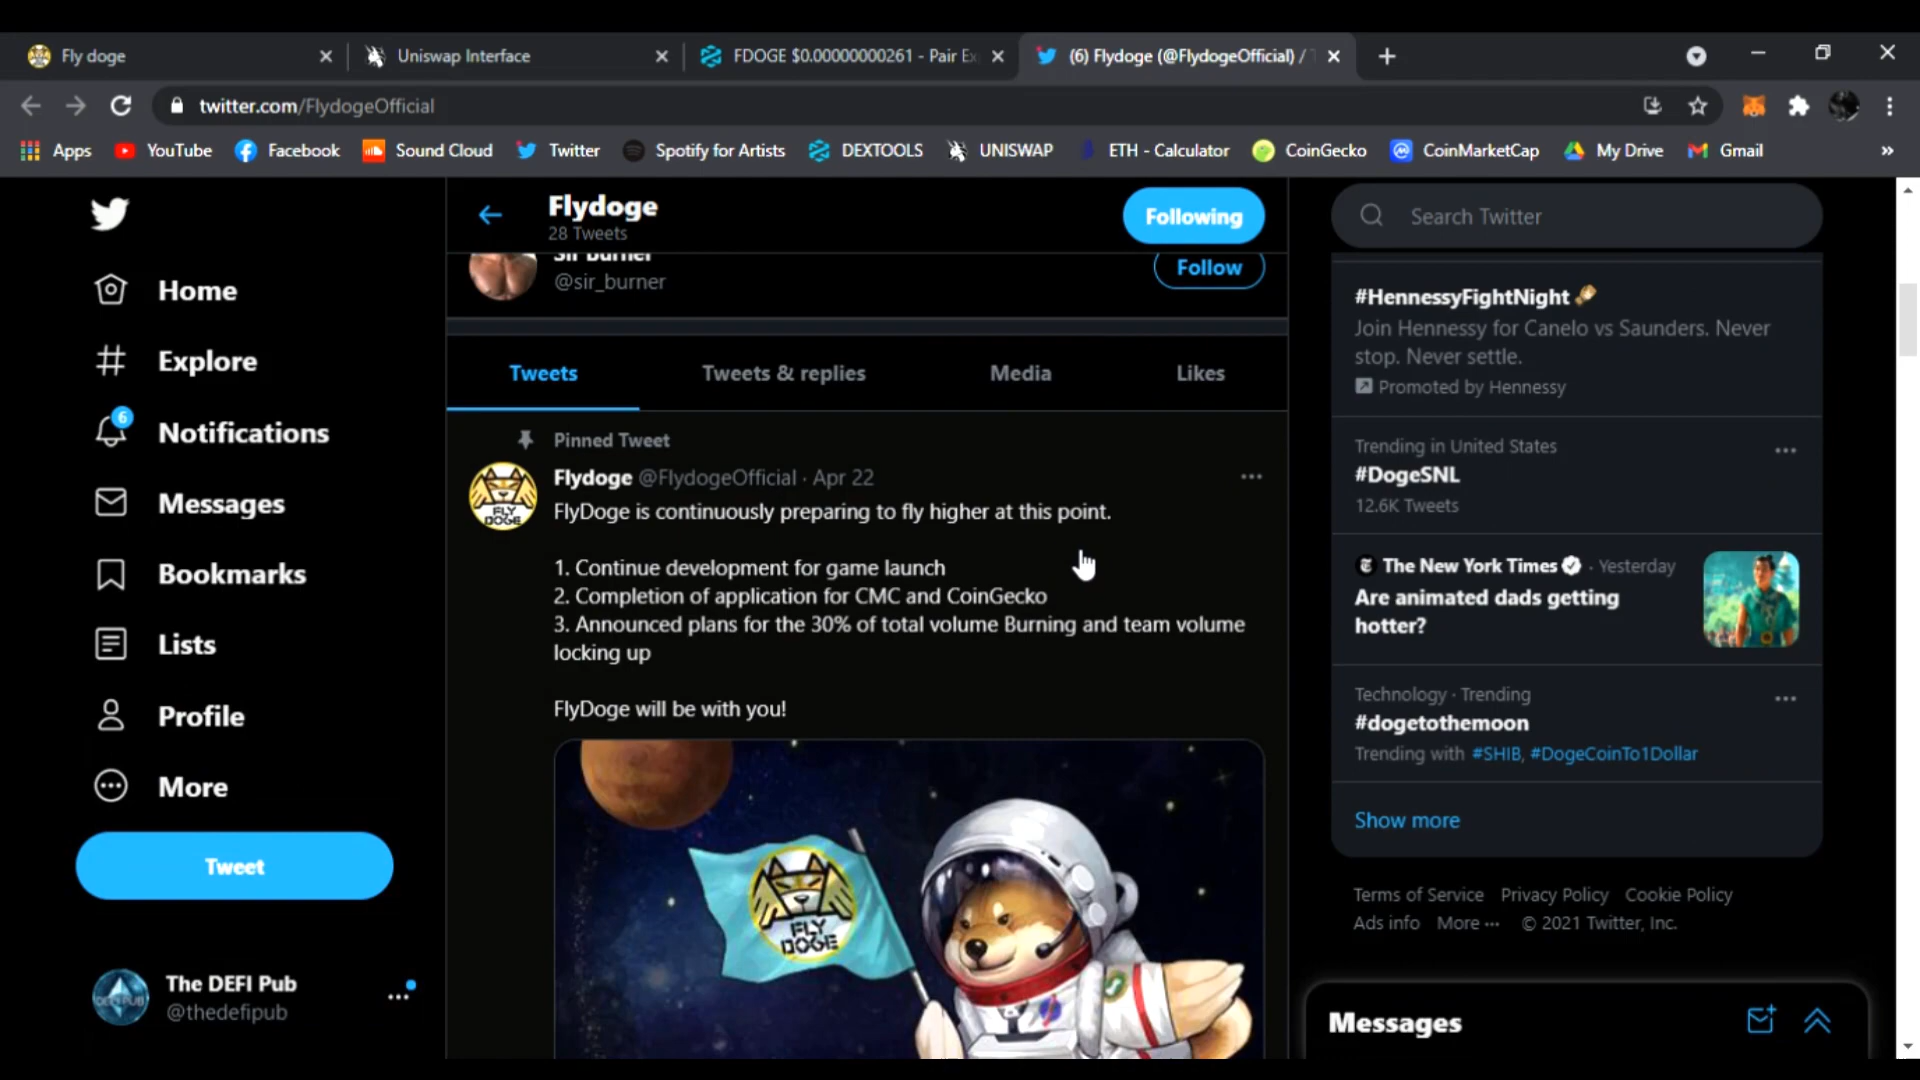 Fly doge
Uniswap Interface
FDOGE $0.00000000261 - Pair Ex
(6) Flydoge (@FlydogeOfficial) /
twitter.com/FlydogeOfficial
Apps
YouTube
Facebook
Sound Cloud
Twitter
Spotify for Artists
DEXTOOLS
UNISWAP
ETH - Calculator
CoinGecko
CoinMarketCap
My Drive
Gmail
»
Home
Explore
6
Notifications
Messages
Bookmarks
Lists
Profile
More
Tweet
The DEFI Pub
@thedefipub
Flydoge
28 Tweets
Following
Sir Burner
@sir_burner
Follow
Tweets
Tweets & replies
Media
Likes
Pinned Tweet
Flydoge @FlydogeOfficial · Apr 22
FlyDoge is continuously preparing to fly higher at this point.
1. Continue development for game launch
2. Completion of application for CMC and CoinGecko
3. Announced plans for the 30% of total volume Burning and team volume
locking up
FlyDoge will be with you!
FLY
DOGE
FLY
DOGE
Search Twitter
#HennessyFightNight
Join Hennessy for Canelo vs Saunders. Never
stop. Never settle.
Promoted by Hennessy
Trending in United States
#DogeSNL
12.6K Tweets
The New York Times · Yesterday
Are animated dads getting
hotter?
Technology · Trending
#dogetothemoon
Trending with #SHIB, #DogeCoinTo1Dollar
Show more
Terms of Service Privacy Policy Cookie Policy
Ads info More ··· © 2021 Twitter, Inc.
Messages